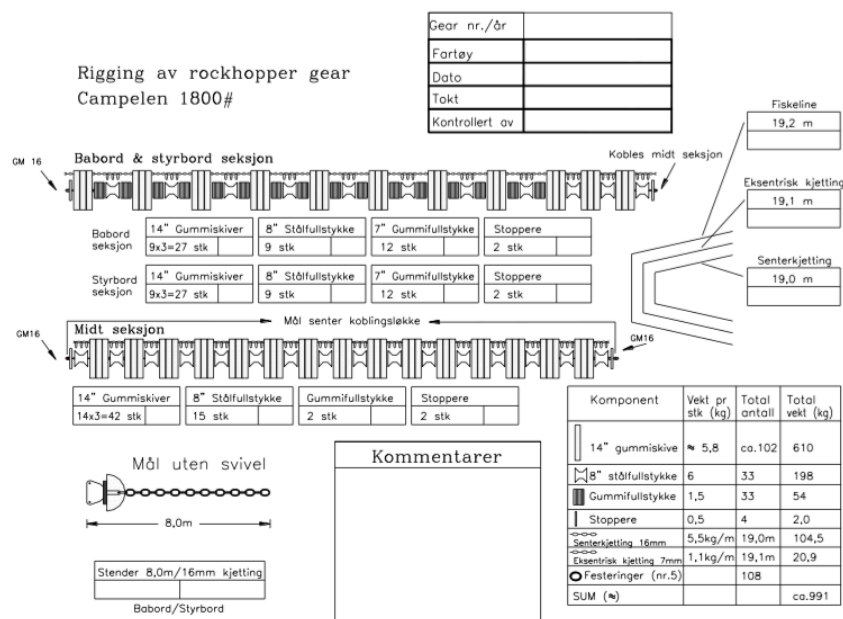 Gear nr./år
Fartøy
Dato
Tokt
Kontrollert av
Rigging av rockhopper gear
Campelen 1800#
Fiskeline
19,2 m
Eksentrisk kjetting
19,1 m
Senterkjetting
19,0 m
GM 16
Babord & styrbord seksjon
Kobles midt seksjon
Babord seksjon
14" Gummiskiver 8" Stålfullstykke 7" Gummifullstykke Stoppere
9x3=27 stk 9 stk 12 stk 2 stk
Styrbord seksjon
14" Gummiskiver 8" Stålfullstykke 7" Gummifullstykke Stoppere
9x3=27 stk 9 stk 12 stk 2 stk
GM16
Midt seksjon
Mål senter koblingsløkke
GM16
14" Gummiskiver 8" Stålfullstykke Gummifullstykke Stoppere
14x3=42 stk 15 stk 2 stk 2 stk
Mål uten svivel
8,0m
Stender 8,0m/16mm kjetting
Babord/Styrbord
Kommentarer
Komponent Vekt pr stk (kg) Total antall Total vekt (kg)
14" gummiskive ≈ 5,8 ca.102 610
8" stålfullstykke 6 33 198
Gummifullstykke 1,5 33 54
Stoppere 0,5 4 2,0
Senterkjetting 16mm 5,5kg/m 19,0m 104,5
Eksentrisk kjetting 7mm 1,1kg/m 19,1m 20,9
Festeringer (nr.5) 108
SUM (≈) ca.991